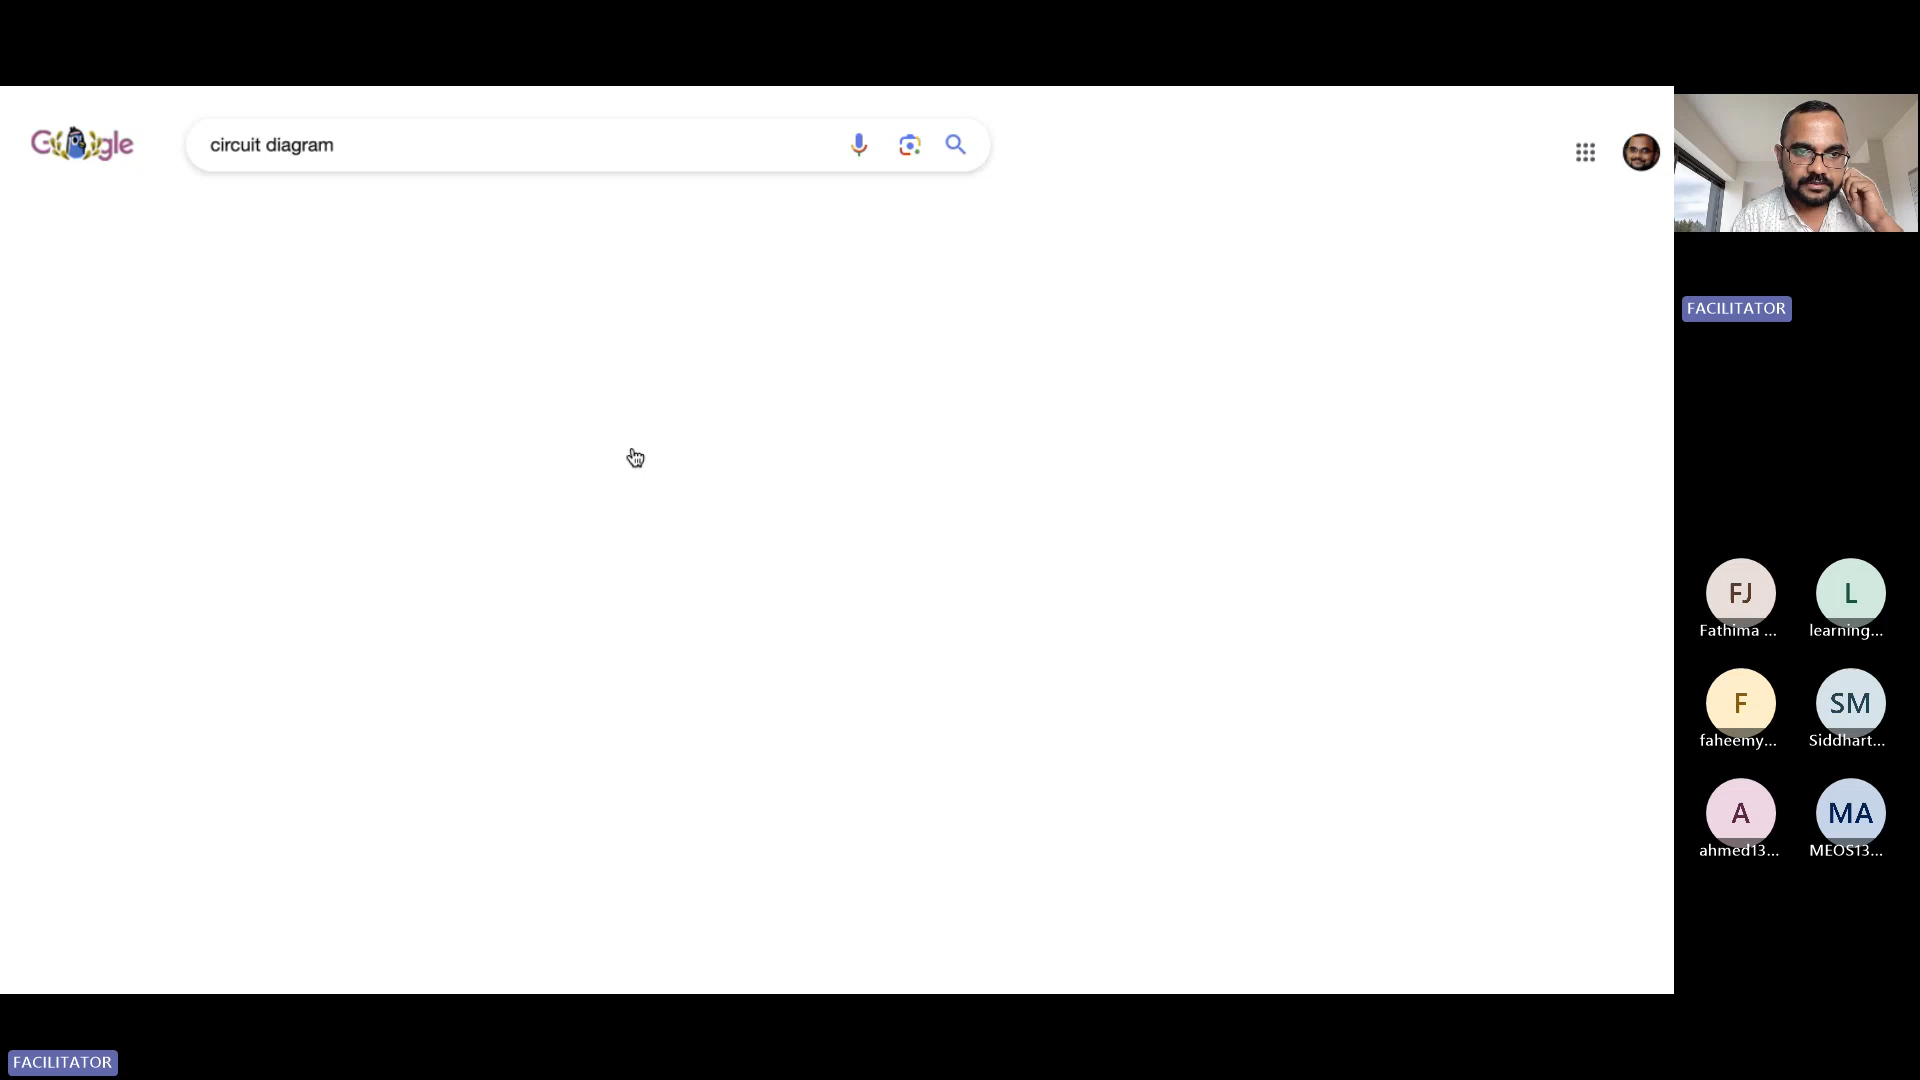 Google
circuit diagram
FACILITATOR
FJ
L
Fathima ...
learning...
F
SM
faheemy...
Siddhart...
A
MA
ahmed13...
MEOS13...
FACILITATOR